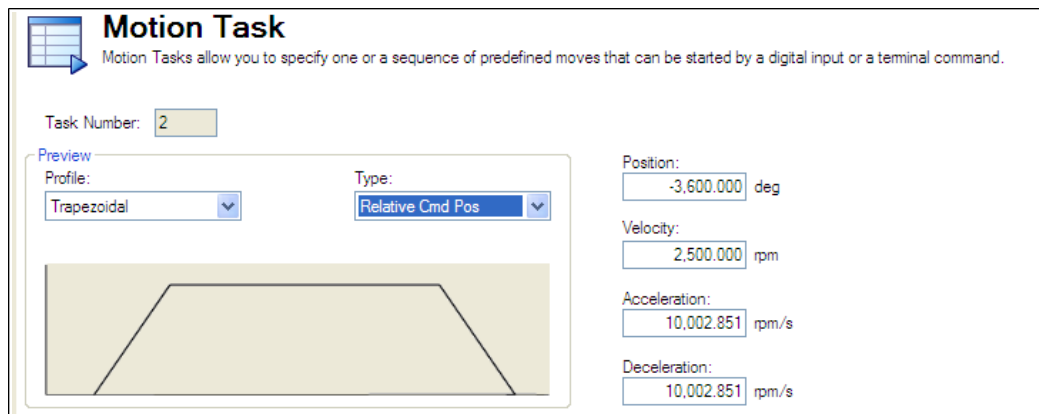 Motion Task
Motion Tasks allow you to specify one or a sequence of predefined moves that can be started by a digital input or a terminal command.
Task Number: 2
Preview
Profile:
Trapezoidal
Type:
Relative Cmd Pos
Position:
-3,600.000 deg
Velocity:
2,500.000 rpm
Acceleration:
10,002.851 rpm/s
Deceleration:
10,002.851 rpm/s